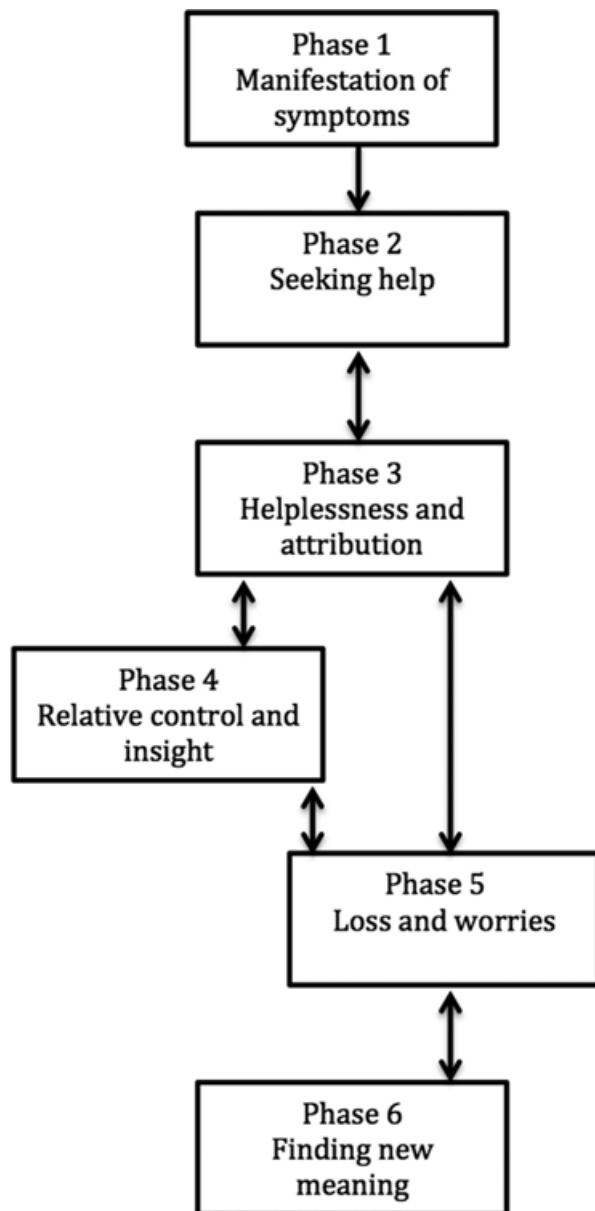 Phase 1
Manifestation of
symptoms
Phase 2
Seeking help
Phase 3
Helplessness and
attribution
Phase 4
Relative control and
insight
Phase 5
Loss and worries
Phase 6
Finding new
meaning